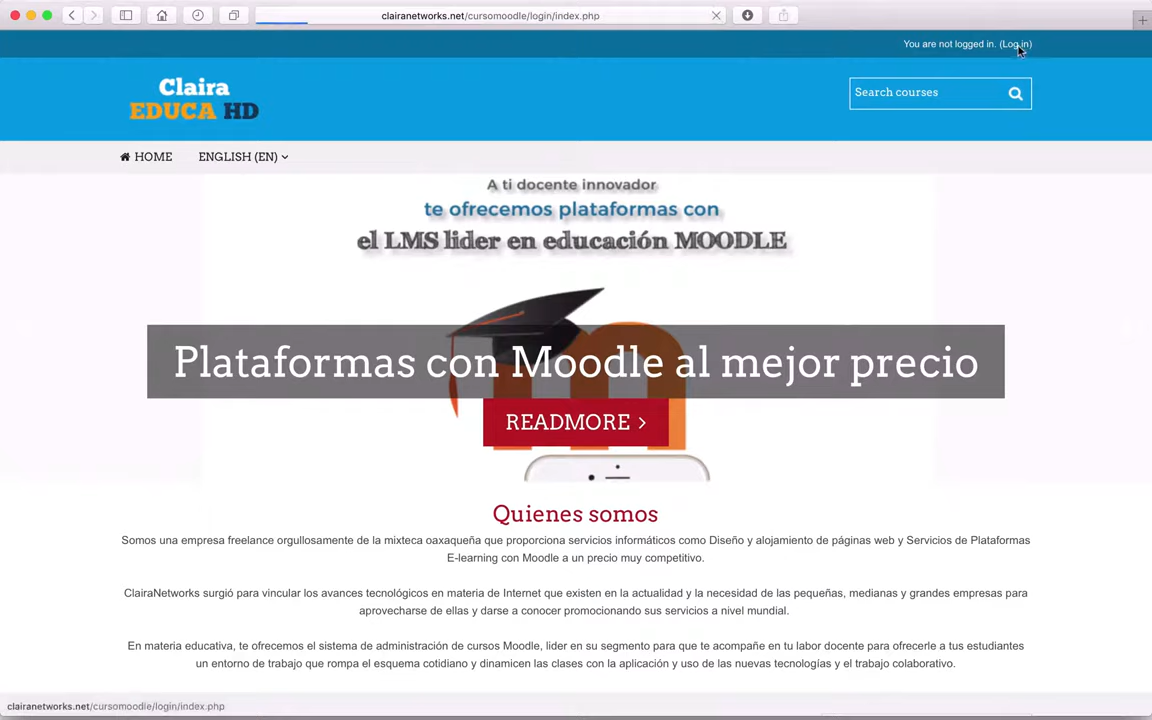 clairanetworks.net/cursomoodle/login/index.php
You are not logged in. (Log in)
Claira
EDUCA HD
Search courses
HOME
ENGLISH (EN)
A ti docente innovador
te ofrecemos plataformas con
el LMS lider en educación MOODLE
Plataformas con Moodle al mejor precio
READMORE
Quienes somos
Somos una empresa freelance orgullosamente de la mixteca oaxaqueña que proporciona servicios informáticos como Diseño y alojamiento de páginas web y Servicios de Plataformas
E-learning con Moodle a un precio muy competitivo.
ClairaNetworks surgió para vincular los avances tecnológicos en materia de Internet que existen en la actualidad y la necesidad de las pequeñas, medianas y grandes empresas para
aprovecharse de ellas y darse a conocer promocionando sus servicios a nivel mundial.
En materia educativa, te ofrecemos el sistema de administración de cursos Moodle, lider en su segmento para que te acompañe en tu labor docente para ofrecerle a tus estudiantes
un entorno de trabajo que rompa el esquema cotidiano y dinamicen las clases con la aplicación y uso de las nuevas tecnologías y el trabajo colaborativo.
clairanetworks.net/cursomoodle/login/index.php